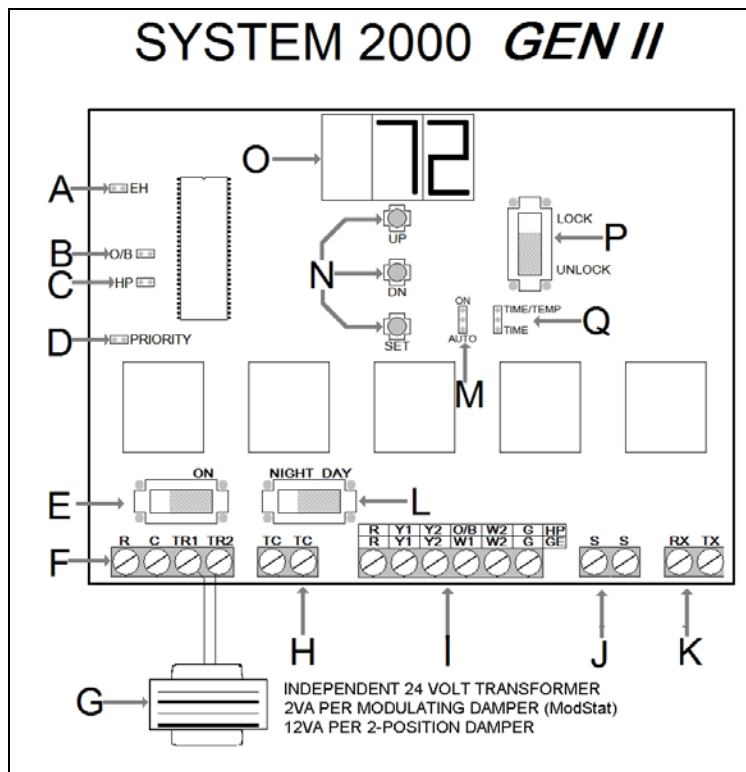 SYSTEM 2000 GEN II
O
72
A
EH
UP
LOCK
P
B
O/B
N
UNLOCK
C
HP
DN
ON
TIME/TEMP
Q
D
PRIORITY
SET
AUTO
TIME
M
E
ON
NIGHT DAY
L
R Y1 Y2 O/B W2 G HP
R Y1 Y2 W1 W2 G GE
F
R C TR1 TR2
TC TC
S S
RX TX
H
I
J
K
G
INDEPENDENT 24 VOLT TRANSFORMER
2VA PER MODULATING DAMPER (ModStat)
12VA PER 2-POSITION DAMPER